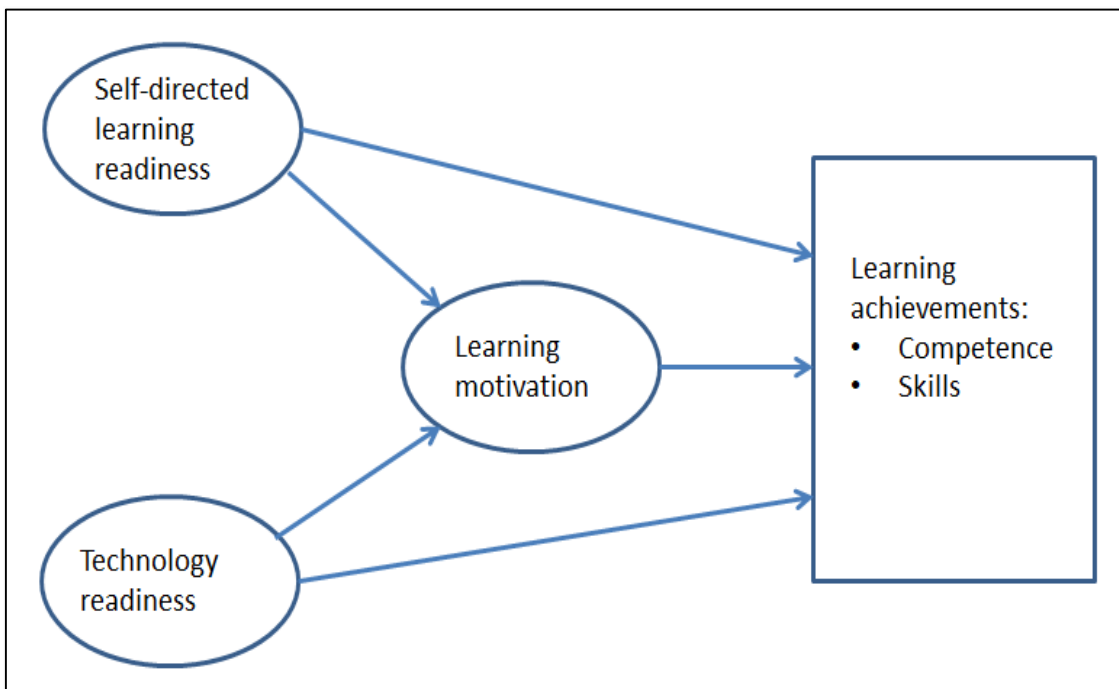 Self-directed
learning
readiness
Learning
motivation
Technology
readiness
Learning
achievements:
• Competence
• Skills